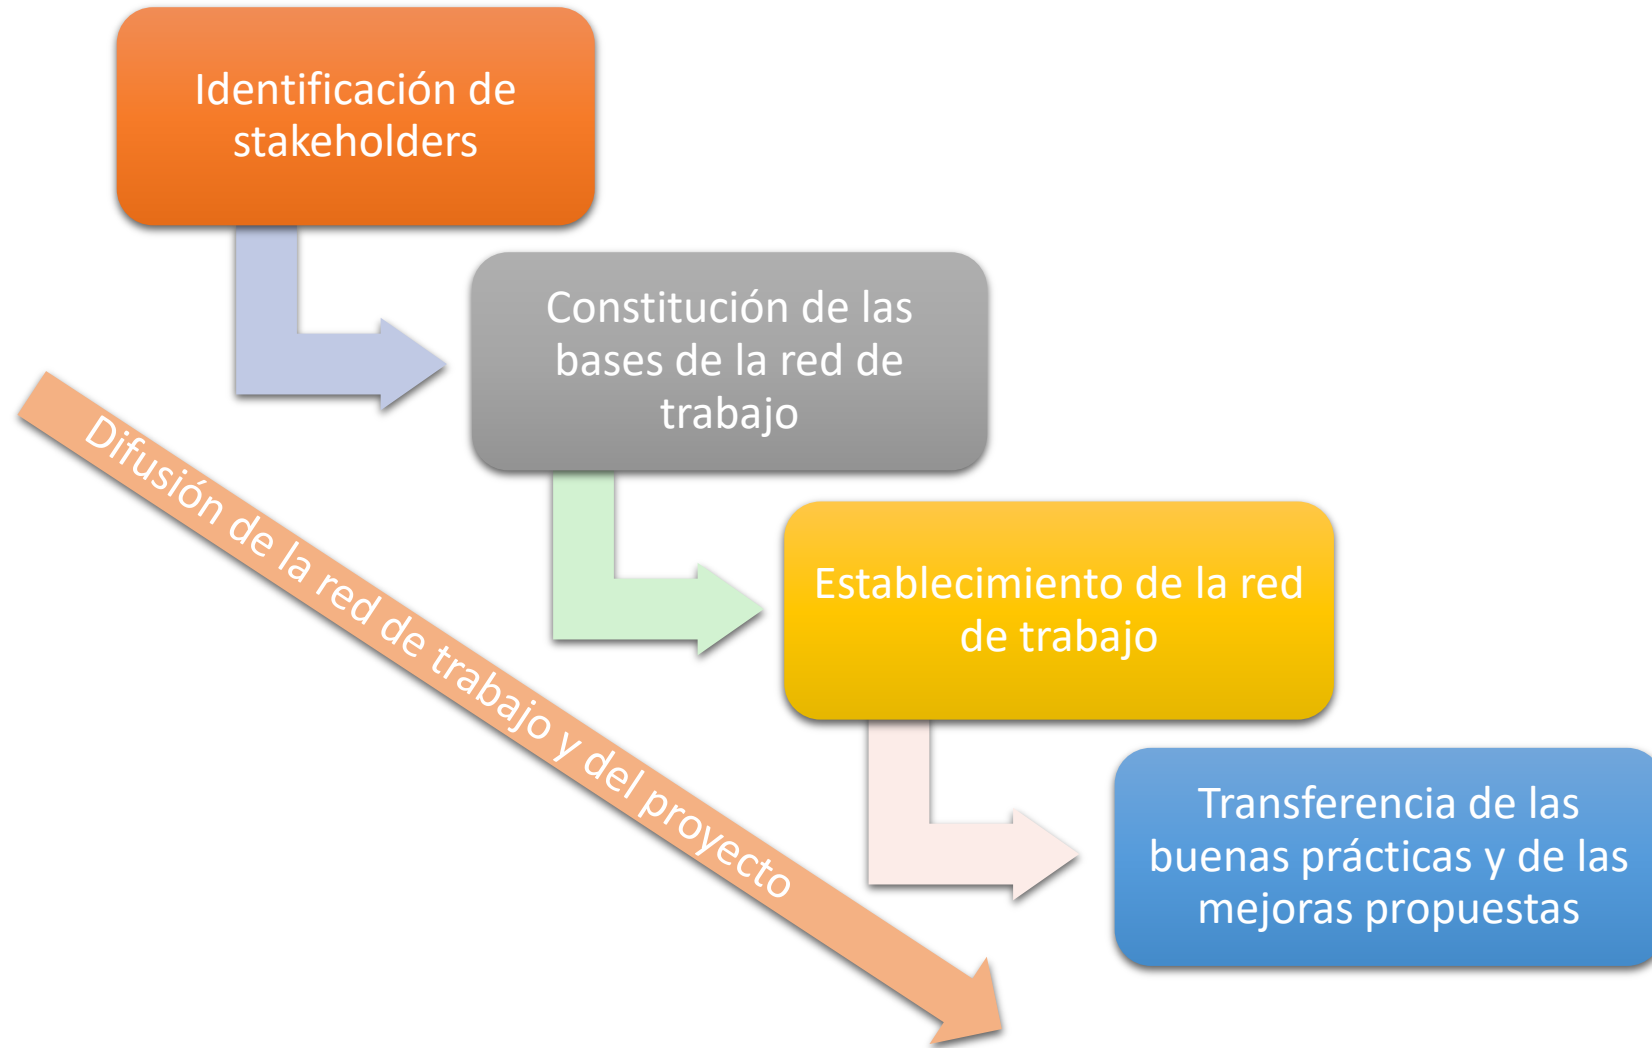 Identificación de
stakeholders
Constitución de las
bases de la red de
trabajo
Establecimiento de la red
de trabajo
Transferencia de las
buenas prácticas y de las
mejoras propuestas
Difusión de la red de trabajo y del proyecto